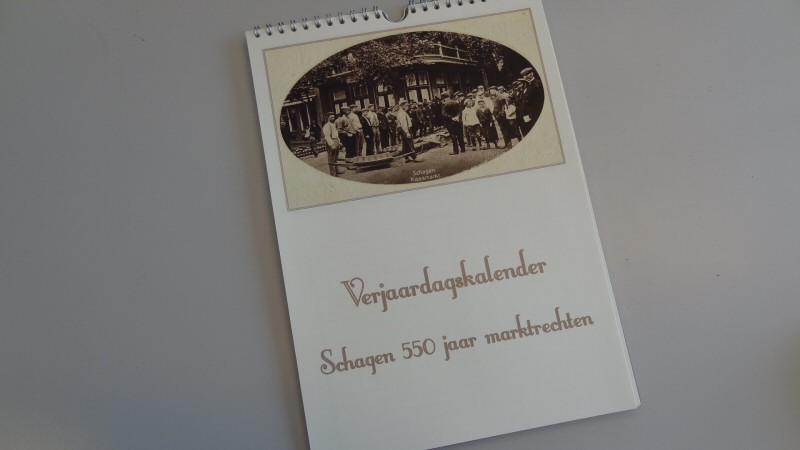 Schagen
Kaasmarkt
Verjaardagskalender
Schagen 550 jaar marktrechten